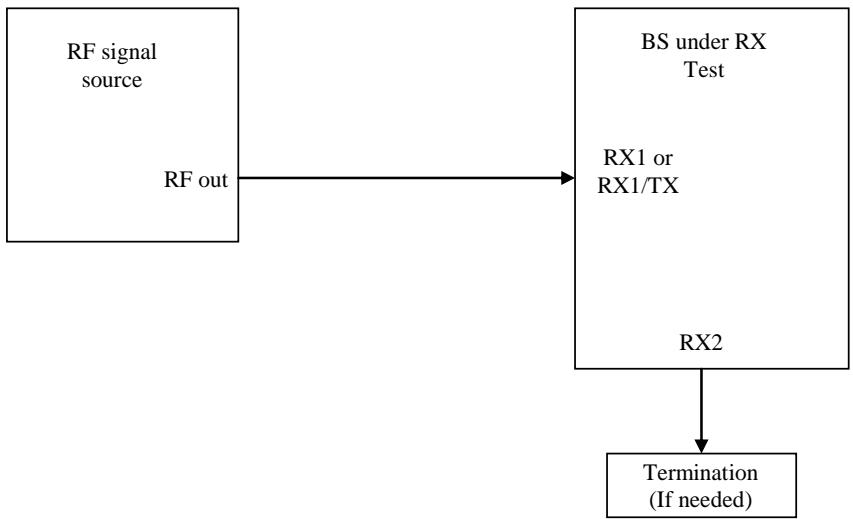 RF signal
source
RF out
BS under RX
Test
RX1 or
RX1/TX
RX2
Termination
(If needed)